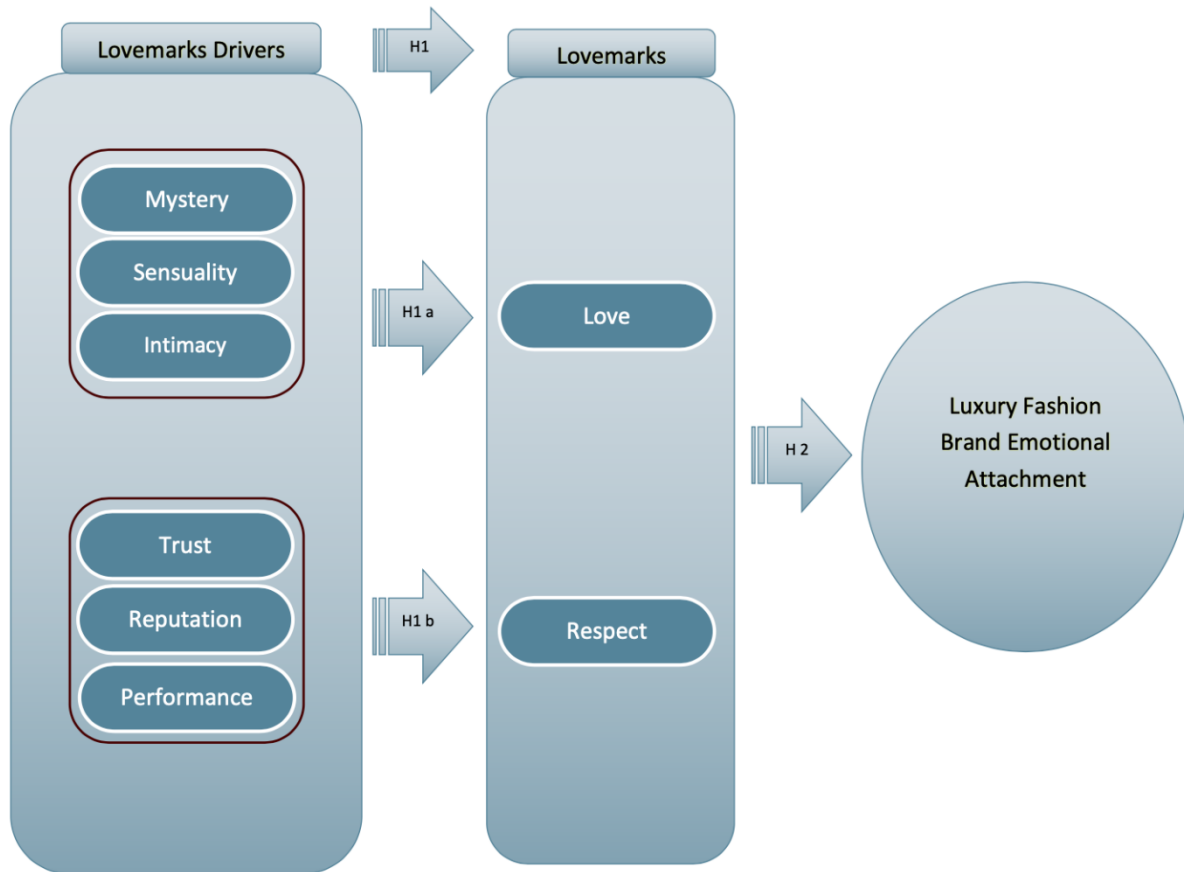 Lovemarks Drivers
H1
Lovemarks
Mystery
Sensuality
Intimacy
H1 a
Love
Trust
Reputation
Performance
H1 b
Respect
H 2
Luxury Fashion
Brand Emotional
Attachment